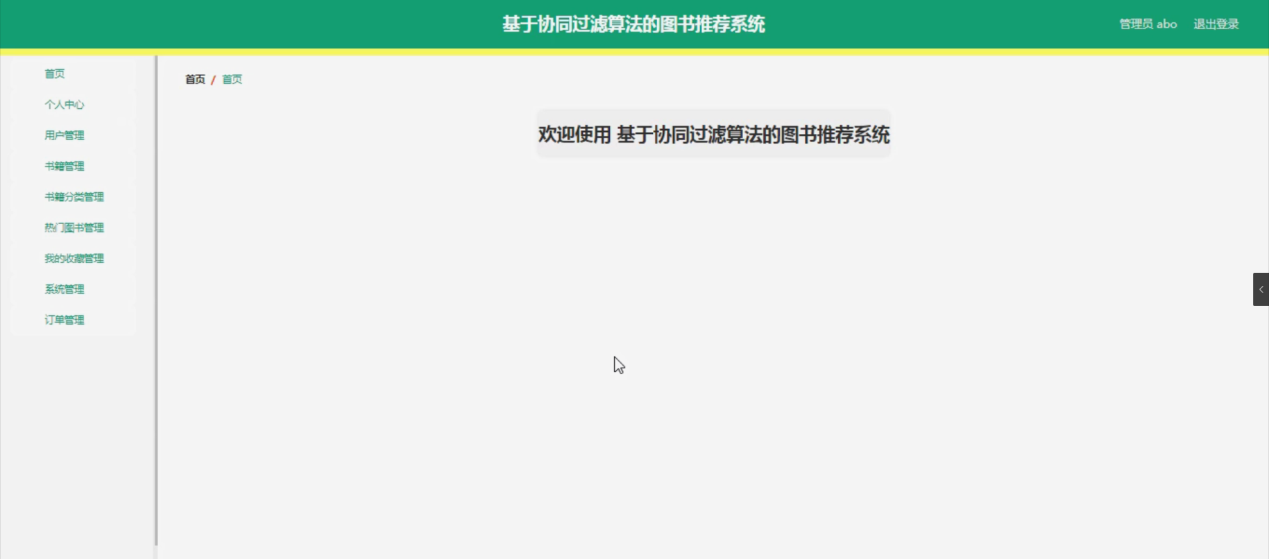 基于协同过滤算法的图书推荐系统
管理员 abo 退出登录
首页
个人中心
用户管理
书籍管理
书籍分类管理
热门图书管理
我的收藏管理
系统管理
订单管理
首页 / 首页
欢迎使用 基于协同过滤算法的图书推荐系统